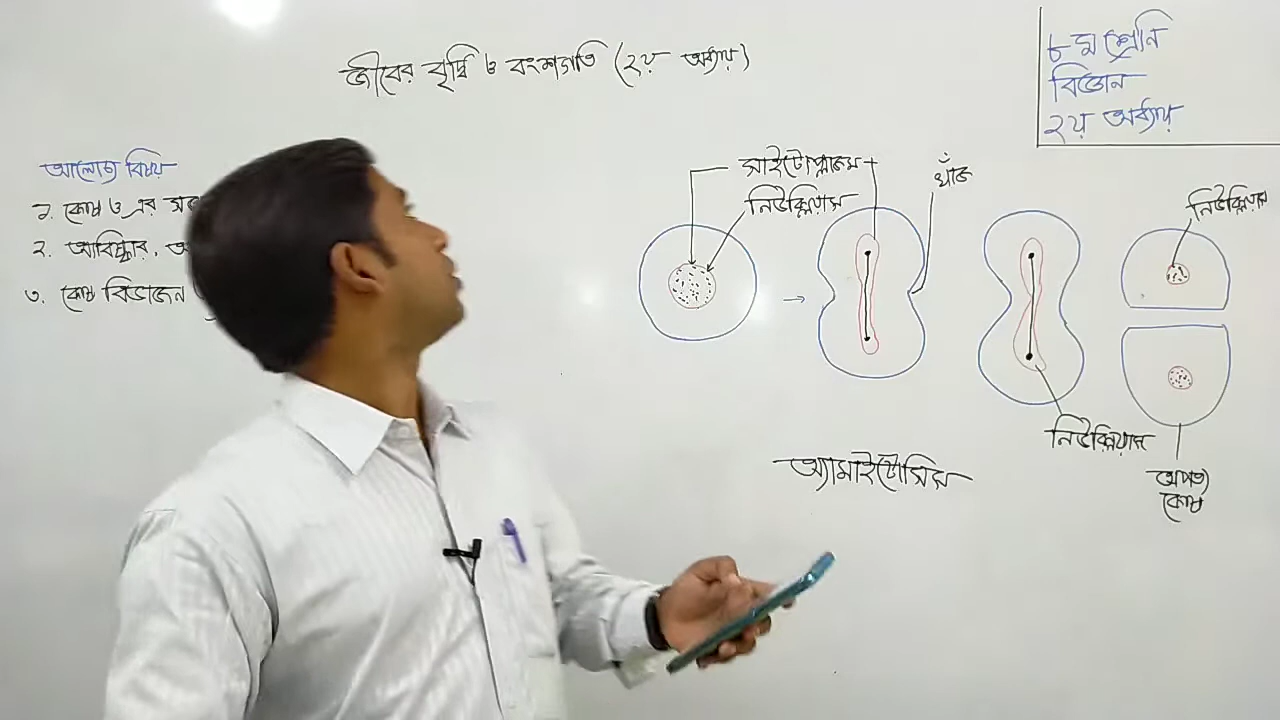 জীবের বৃদ্ধি ও বংশগতি (২য় অধ্যায়)
৮ম শ্রেনি
বিজ্ঞান
২য় অধ্যায়
আলোচ্য বিষয়
১. কোষ ও এর
২. আবিষ্কার,
৩. কোষ বিভাজন
সাইটোপ্লাজম
নিউক্লিয়াস
খাঁজ
নিউক্লিয়াস
নিউক্লিয়াস
অ্যামাইটোসিস
অপত্য
কোষ